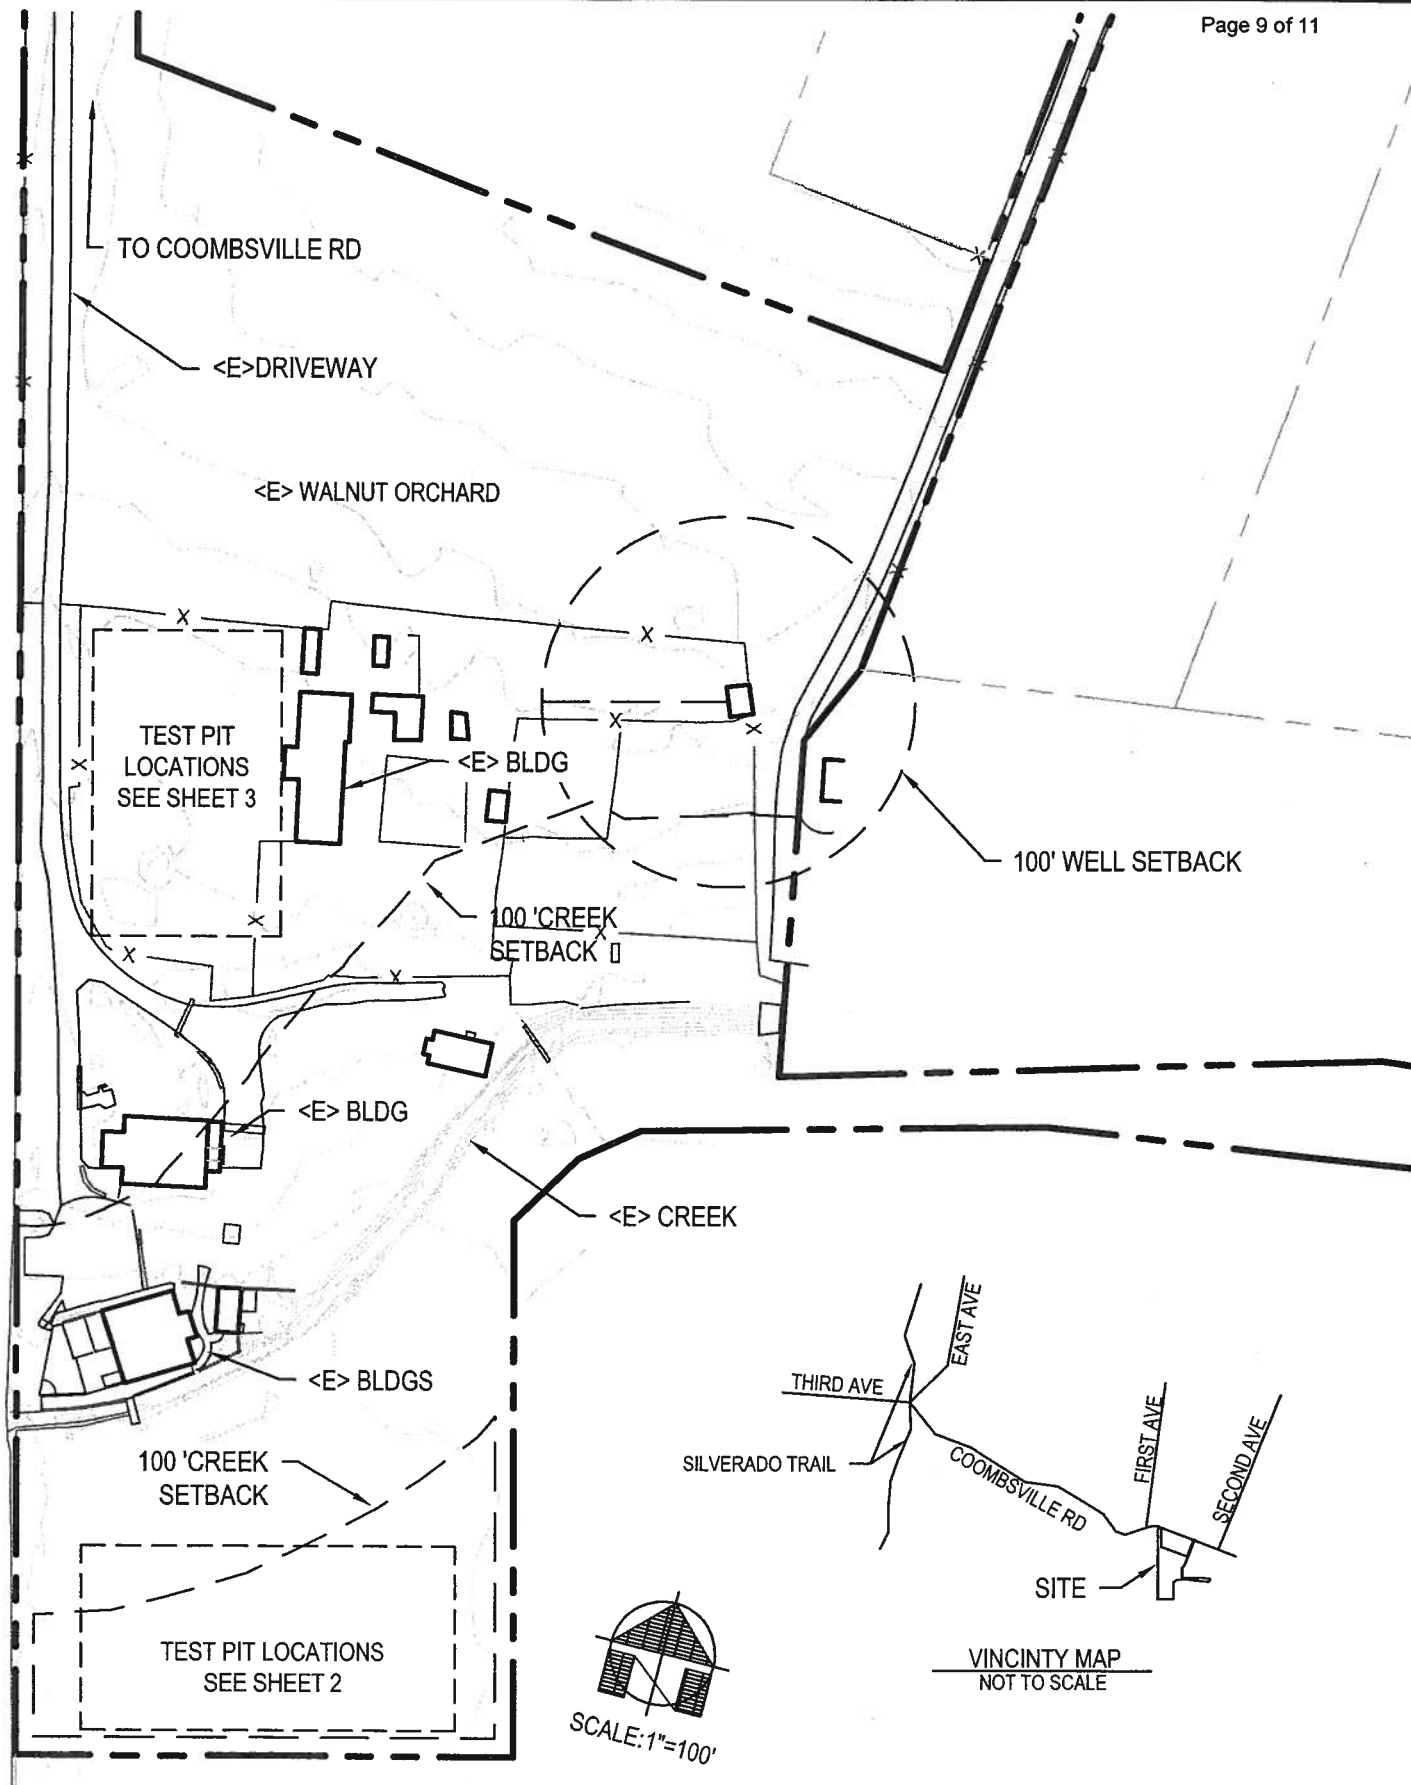 Page 9 of 11
TO COOMBSVILLE RD
<E>DRIVEWAY
<E> WALNUT ORCHARD
TEST PIT
LOCATIONS
SEE SHEET 3
<E> BLDG
100' WELL SETBACK
100 'CREEK
SETBACK
<E> BLDG
<E> CREEK
<E> BLDGS
100 'CREEK
SETBACK
TEST PIT LOCATIONS
SEE SHEET 2
SCALE:1"=100'
EAST AVE
THIRD AVE
SILVERADO TRAIL
COOMBSVILLE RD
FIRST AVE
SECOND AVE
SITE
VINCINTY MAP
NOT TO SCALE